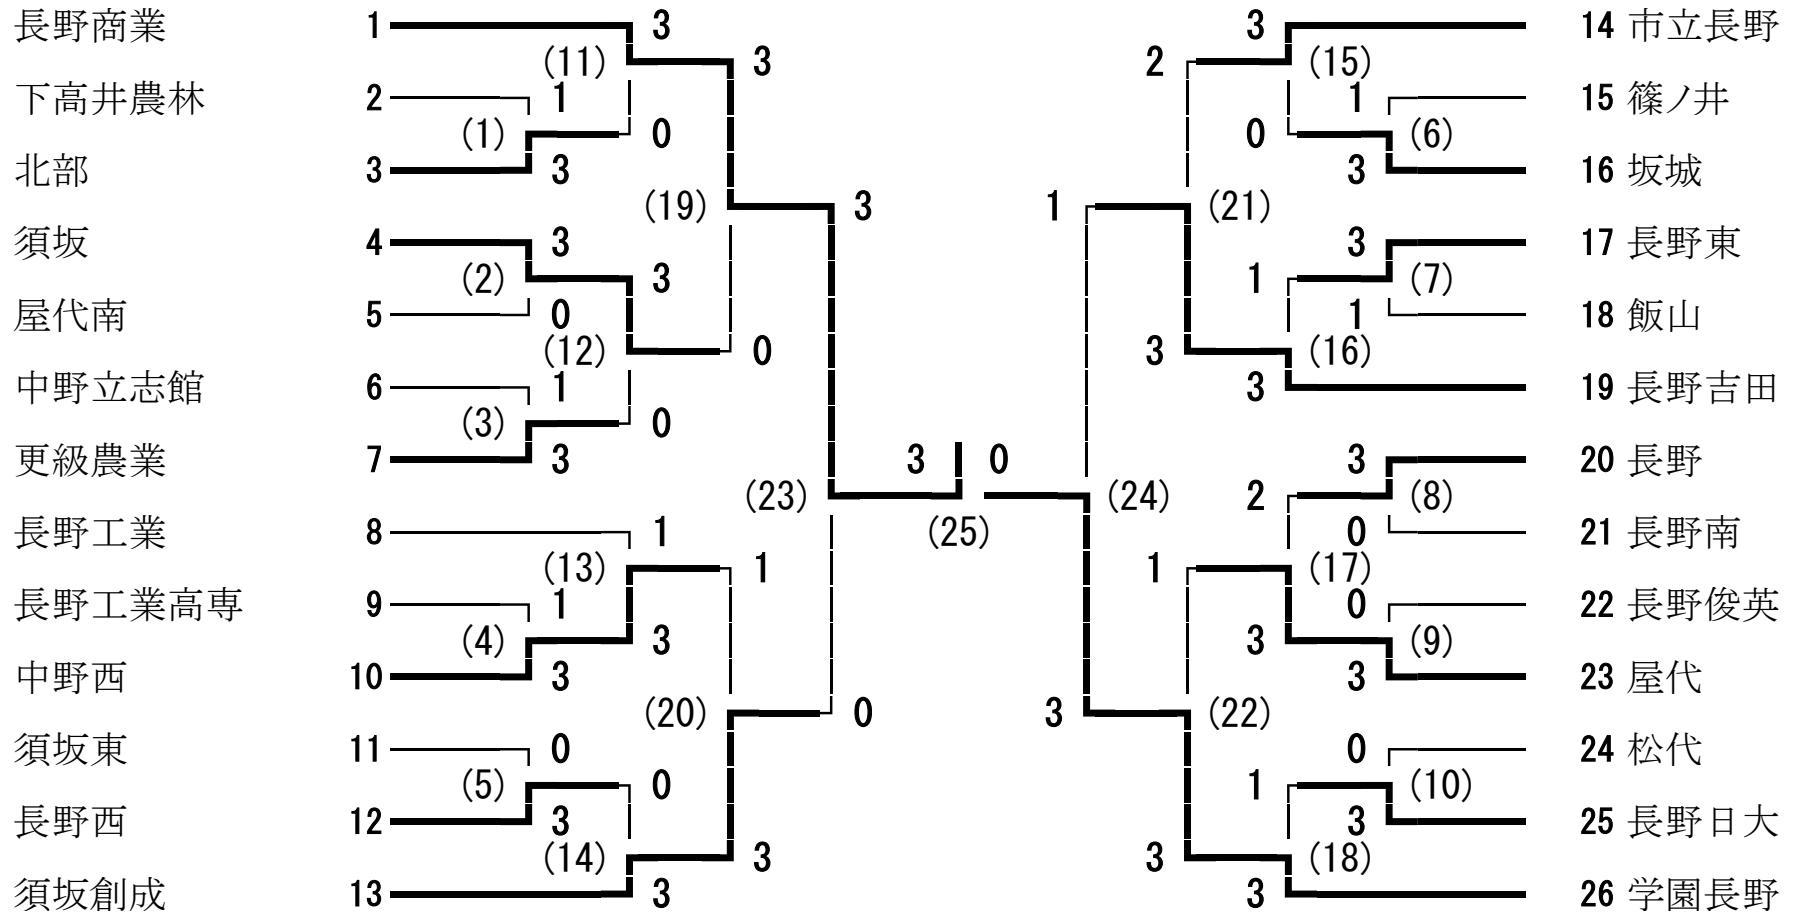 長野商業 1 3 3 14 市立長野
(11) 3 2 (15)
下高井農林 2 1 1 15 篠ノ井
(1) 0 0 (6)
北部 3 3 3 16 坂城
(19) 3 1 (21)
須坂 4 3 3 17 長野東
(2) 3 1 (7)
屋代南 5 0 1 18 飯山
(12) 0 3 (16)
中野立志館 6 1 3 19 長野吉田
(3) 0
更級農業 7 3 3 0 3 20 長野
(23) (24) 2 (8)
長野工業 8 1 (25) 0 21 長野南
(13) 1 1 (17)
長野工業高専 9 1 0 22 長野俊英
(4) 3 3 (9)
中野西 10 3 3 23 屋代
(20) 0 3 (22)
須坂東 11 0 0 24 松代
(5) 0 1 (10)
長野西 12 3 3 25 長野日大
(14) 3 3 (18)
須坂創成 13 3 3 26 学園長野